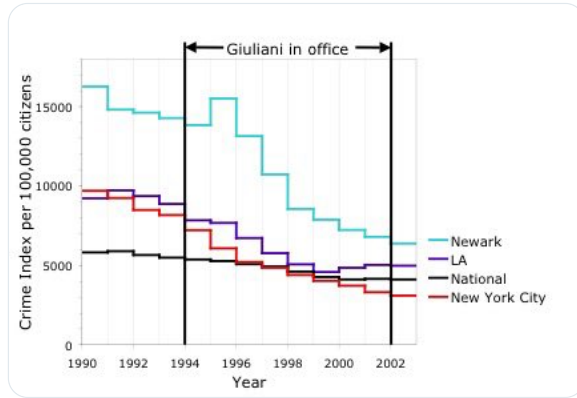 Giuliani in office
Crime Index per 100,000 citizens
15000
10000
5000
0
1990 1992 1994 1996 1998 2000 2002
Year
Newark
LA
National
New York City